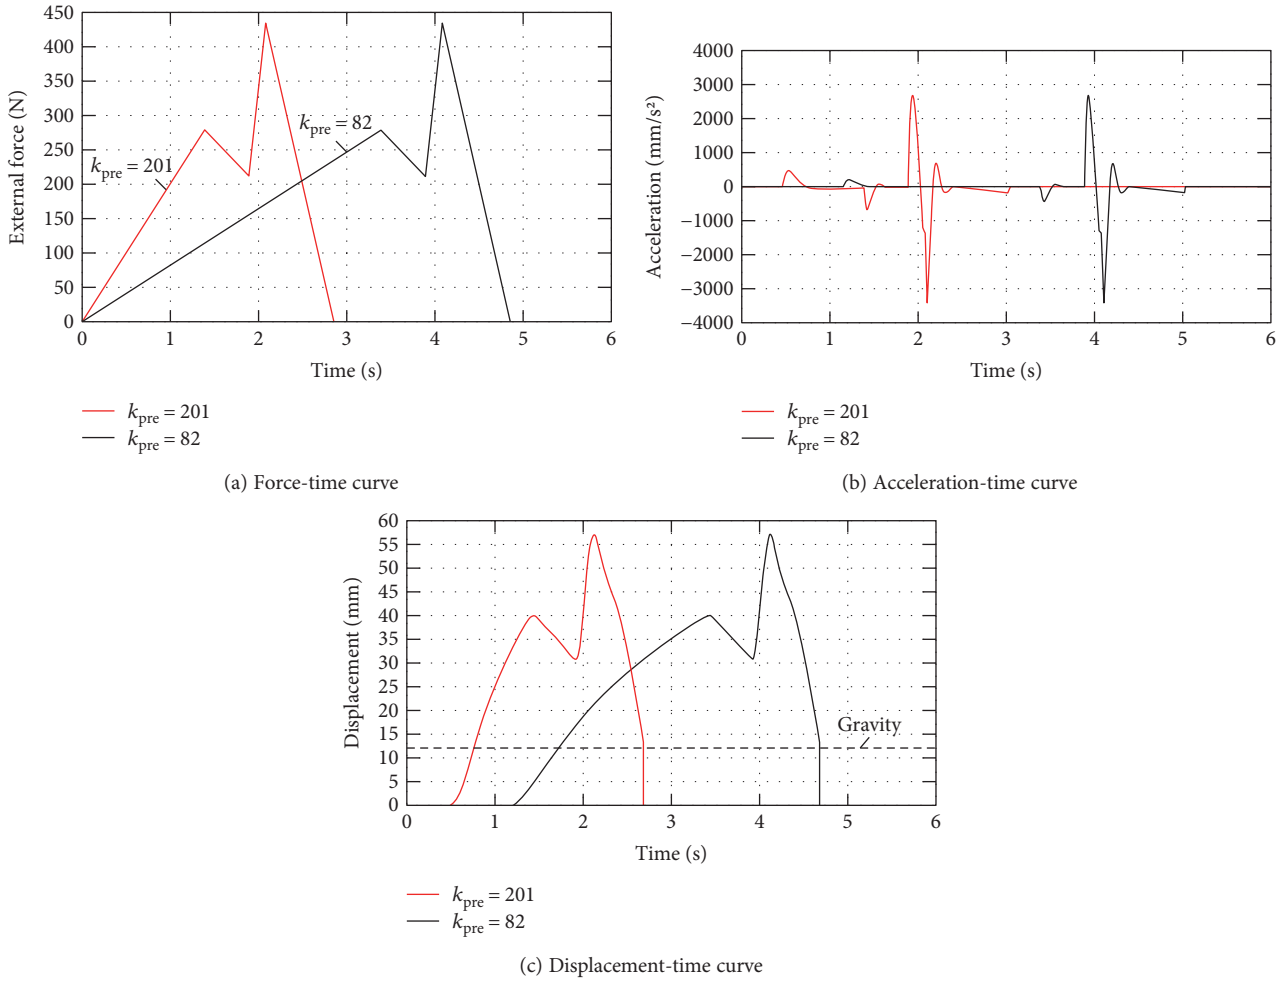 450
400
350
300
250
200
150
100
50
0
External force (N)
k_pre = 201
k_pre = 82
0 1 2 3 4 5 6
Time (s)
k_pre = 201
k_pre = 82
(a) Force-time curve
4000
3000
2000
1000
0
−1000
−2000
−3000
−4000
Acceleration (mm/s²)
0 1 2 3 4 5 6
Time (s)
k_pre = 201
k_pre = 82
(b) Acceleration-time curve
60
55
50
45
40
35
30
25
20
15
10
5
0
Displacement (mm)
Gravity
0 1 2 3 4 5 6
Time (s)
k_pre = 201
k_pre = 82
(c) Displacement-time curve